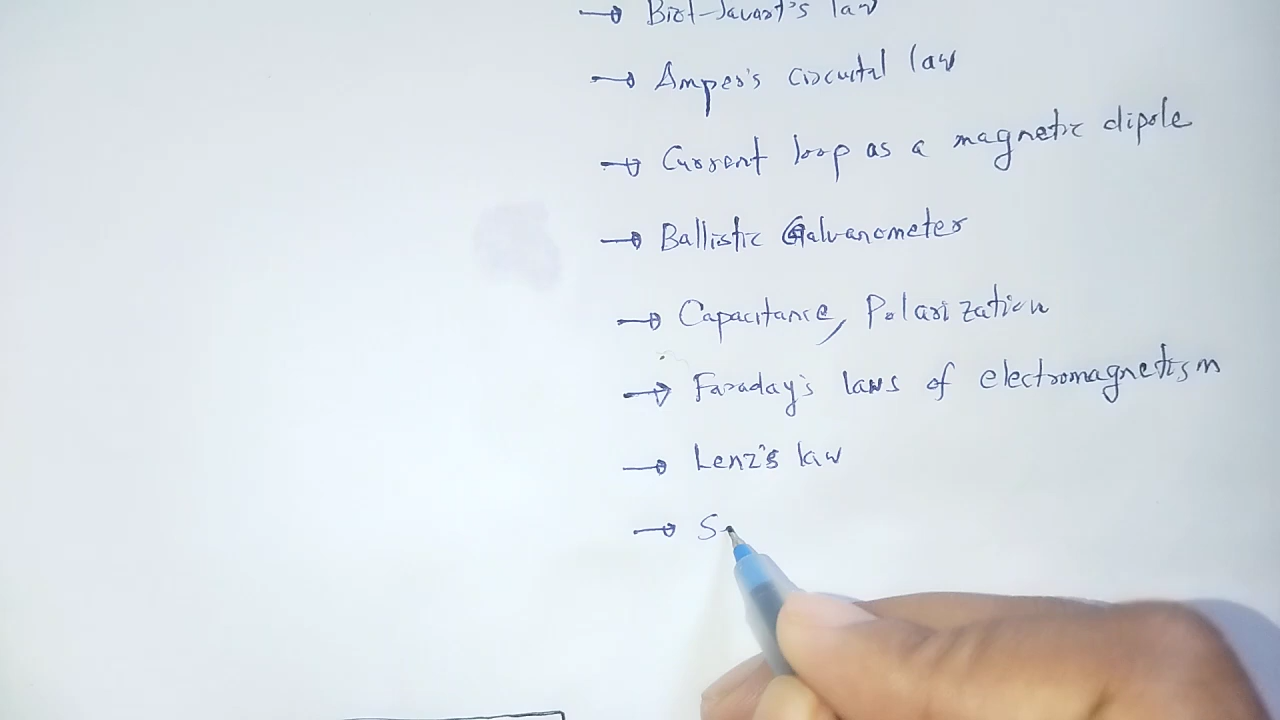 → Biot-Savart's law
→ Amper's circuital law
→ Current loop as a magnetic dipole
→ Ballistic Galvanometer
→ Capacitance, Polarization
→ Faraday's laws of electromagnetism
→ Lenz's law
→ S